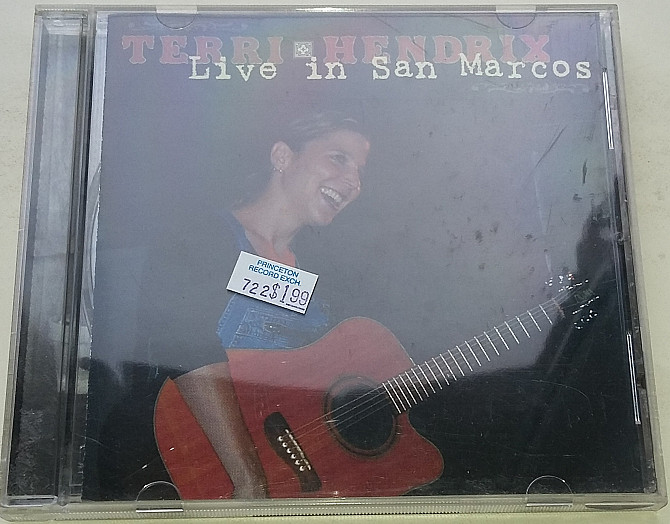 TERRI HENDRIX
Live in San Marcos
PRINCETON
RECORD EXCH.
722$1.99